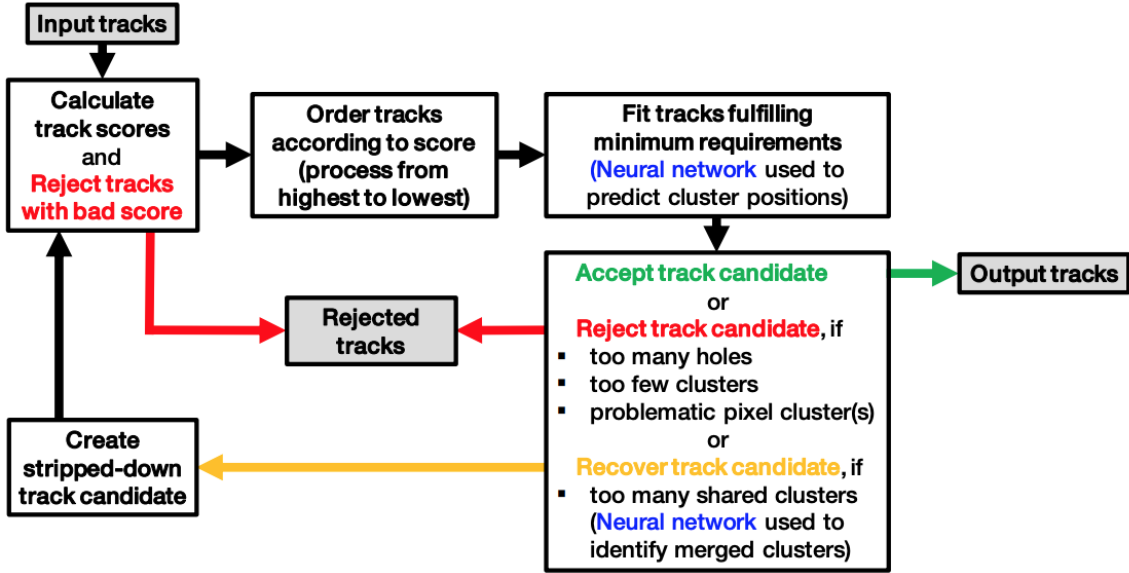 Input tracks
Calculate
track scores
and
Reject tracks
with bad score
Order tracks
according to score
(process from
highest to lowest)
Fit tracks fulfilling
minimum requirements
(Neural network used to
predict cluster positions)
Accept track candidate
or
Reject track candidate, if
▪ too many holes
▪ too few clusters
▪ problematic pixel cluster(s)
or
Recover track candidate, if
▪ too many shared clusters
(Neural network used to
identify merged clusters)
Output tracks
Rejected
tracks
Create
stripped-down
track candidate